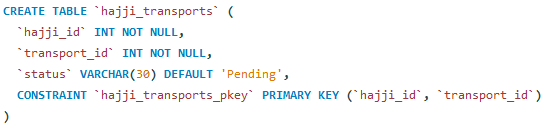 CREATE TABLE `hajji_transports` (
`hajji_id` INT NOT NULL,
`transport_id` INT NOT NULL,
`status` VARCHAR(30) DEFAULT 'Pending',
CONSTRAINT `hajji_transports_pkey` PRIMARY KEY (`hajji_id`, `transport_id`)
)